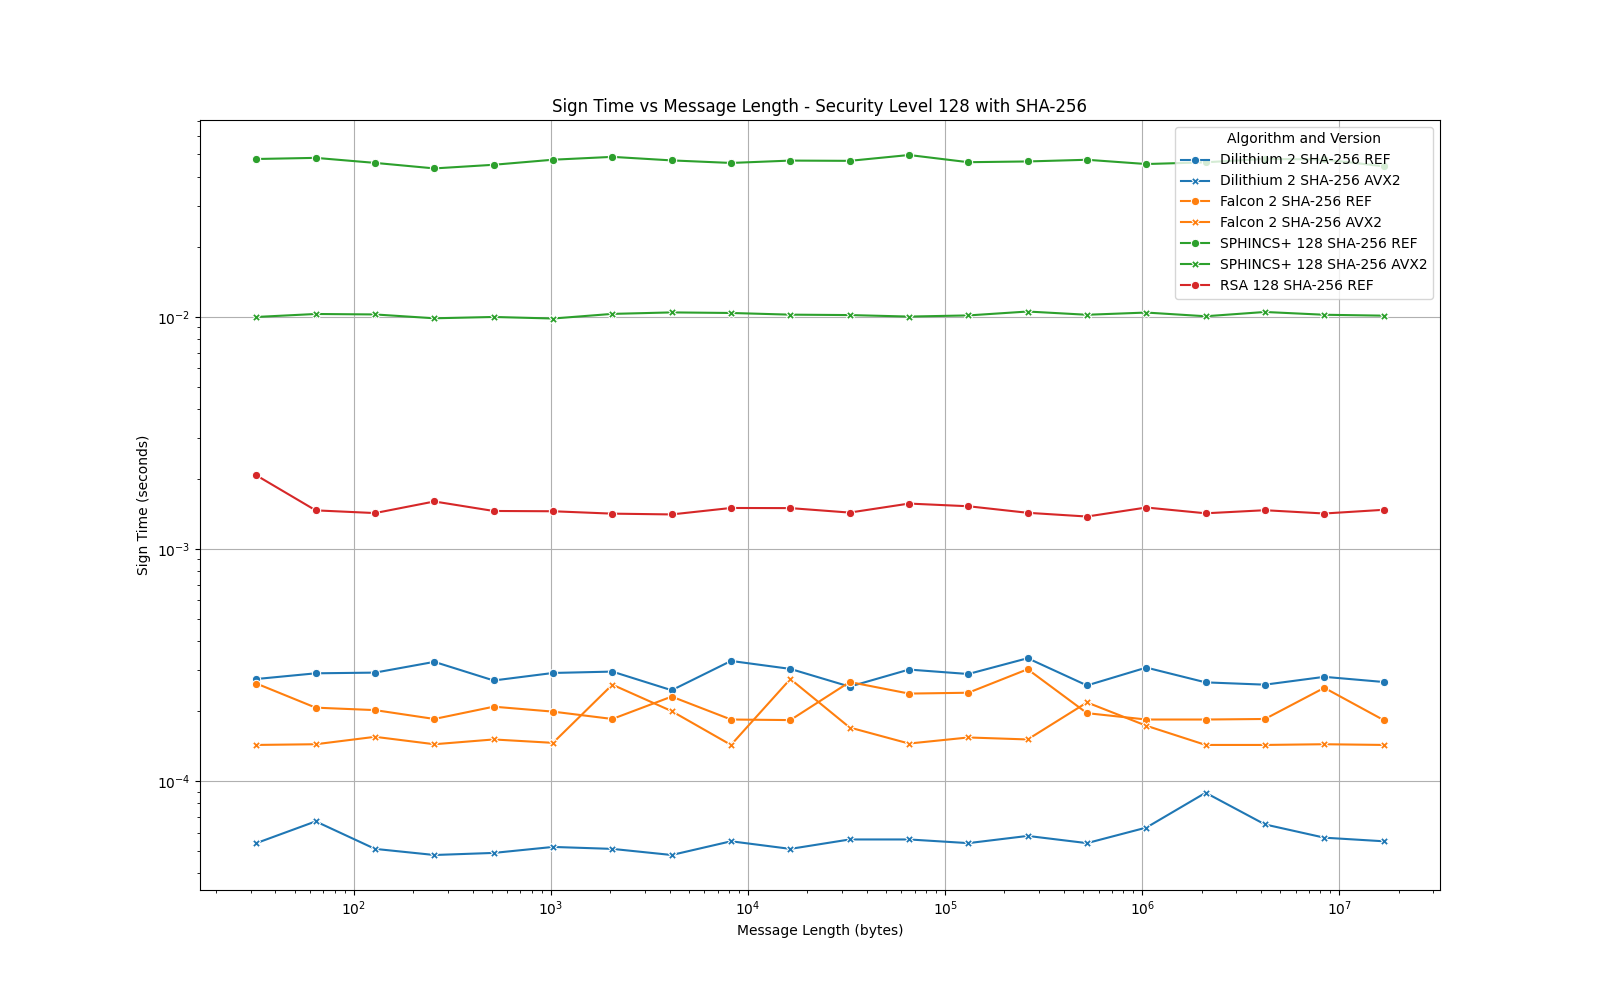 Sign Time vs Message Length - Security Level 128 with SHA-256
Algorithm and Version
Dilithium 2 SHA-256 REF
Dilithium 2 SHA-256 AVX2
Falcon 2 SHA-256 REF
Falcon 2 SHA-256 AVX2
SPHINCS+ 128 SHA-256 REF
SPHINCS+ 128 SHA-256 AVX2
RSA 128 SHA-256 REF
Sign Time (seconds)
10⁻²
10⁻³
10⁻⁴
10² 10³ 10⁴ 10⁵ 10⁶ 10⁷
Message Length (bytes)